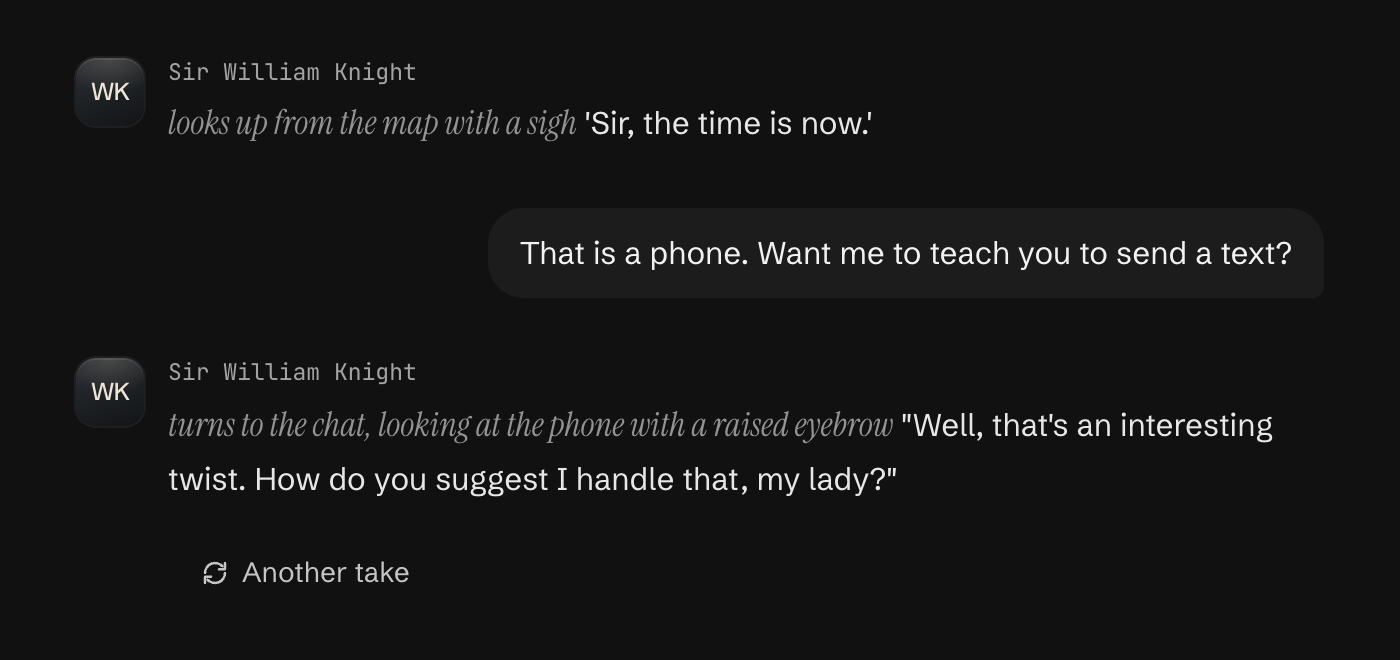 WK
Sir William Knight
looks up from the map with a sigh 'Sir, the time is now.'
That is a phone. Want me to teach you to send a text?
WK
Sir William Knight
turns to the chat, looking at the phone with a raised eyebrow "Well, that's an interesting
twist. How do you suggest I handle that, my lady?"
Another take